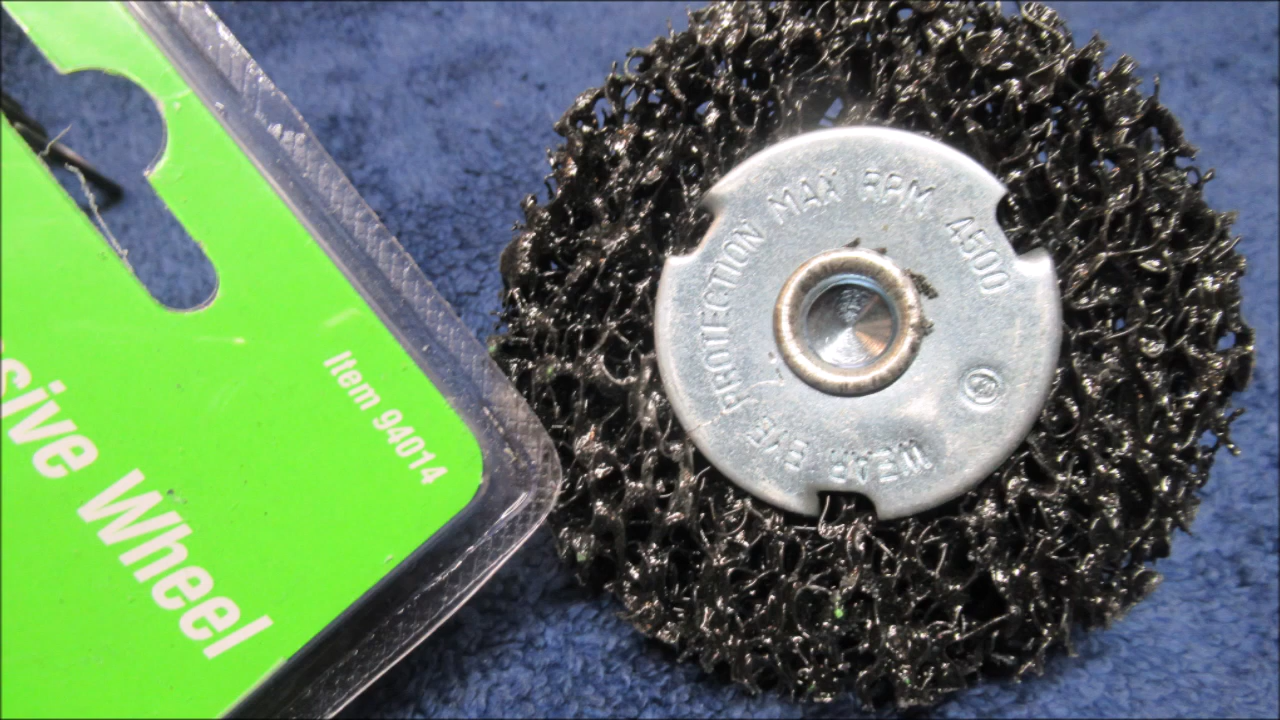 Item 94014
sive Wheel
MAX RPM 4500
WEAR EYE PROTECTION